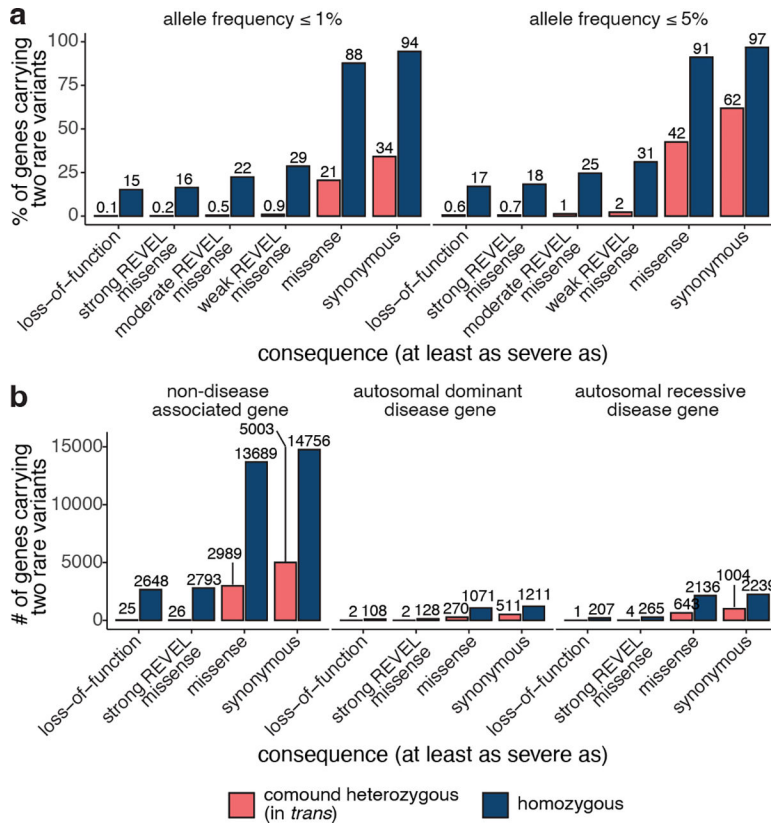 a
allele frequency ≤ 1%
allele frequency ≤ 5%
% of genes carrying
two rare variants
100
75
50
25
0
0.1 15 0.2 16 0.5 22 0.9 29 21 88 34 94
0.6 17 0.7 18 1 25 2 31 42 91 62 97
loss-of-function
strong REVEL
missense
moderate REVEL
missense
weak REVEL
missense
missense
synonymous
loss-of-function
strong REVEL
missense
moderate REVEL
missense
weak REVEL
missense
missense
synonymous
consequence (at least as severe as)
b
non-disease
associated gene
autosomal dominant
disease gene
autosomal recessive
disease gene
# of genes carrying
two rare variants
15000
10000
5000
0
25 2648 26 2793 2989 13689 5003 14756
2 108 2 128 270 1071 511 1211
1 207 4 265 643 2136 1004 2239
loss-of-function
strong REVEL
missense
missense
synonymous
loss-of-function
strong REVEL
missense
missense
synonymous
loss-of-function
strong REVEL
missense
missense
synonymous
consequence (at least as severe as)
comound heterozygous
(in trans)
homozygous